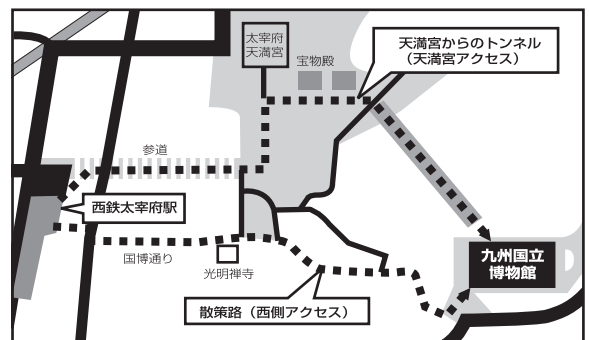 太宰府
天満宮
宝物殿
天満宮からのトンネル
（天満宮アクセス）
参道
西鉄太宰府駅
国博通り
光明禅寺
九州国立
博物館
散策路（西側アクセス）